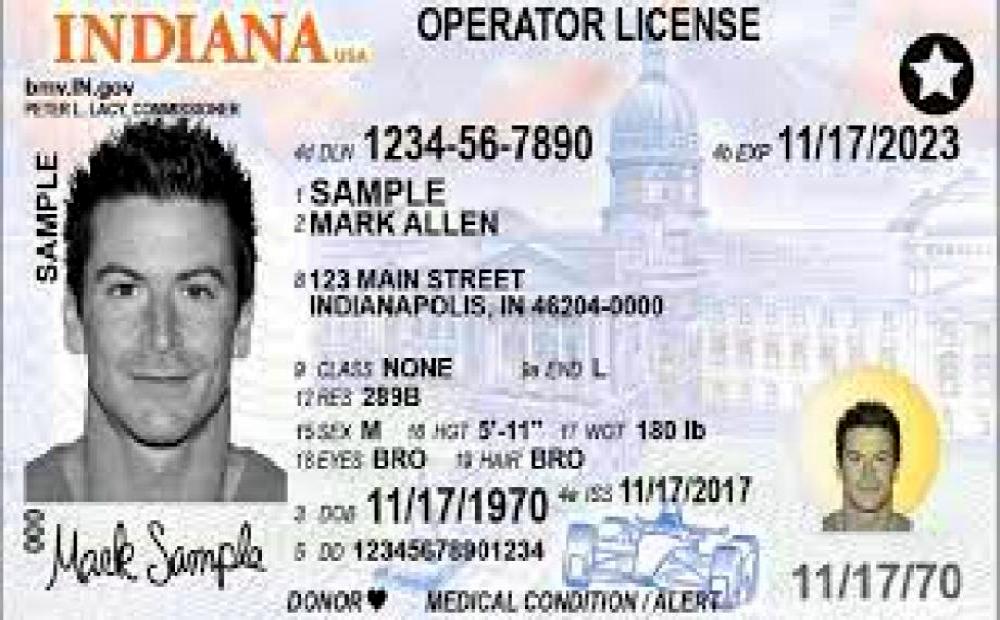 INDIANA USA
OPERATOR LICENSE
bmv.IN.gov
PETER L. LACY, COMMISSIONER
SAMPLE
4d DLN 1234-56-7890
4b EXP 11/17/2023
1 SAMPLE
2 MARK ALLEN
8 123 MAIN STREET
INDIANAPOLIS, IN 46204-0000
9 CLASS NONE 9a END L
12 RES 289B
15 SEX M 16 HGT 5'-11" 17 WGT 180 lb
18 EYES BRO 19 HAIR BRO
3 DOB 11/17/1970 4a ISS 11/17/2017
5 DD 12345678901234
000
Mark Sample
DONOR♥ MEDICAL CONDITION / ALERT
11/17/70